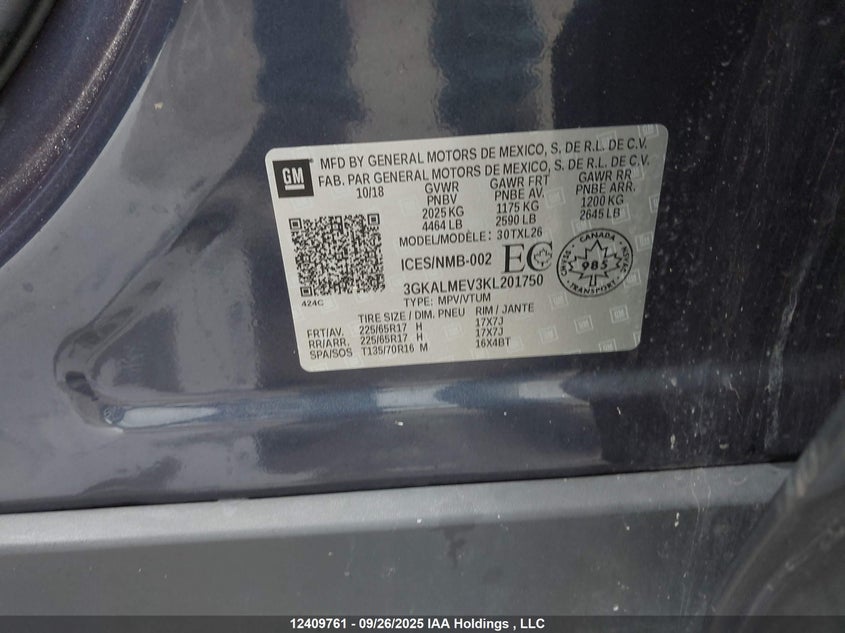 GM
MFD BY GENERAL MOTORS DE MEXICO, S. DE R.L. DE C.V.
FAB. PAR GENERAL MOTORS DE MEXICO, S. DE R.L. DE C.V.
10/18 GVWR GAWR FRT GAWR RR
PNBV PNBE AV. PNBE ARR.
2025 KG 1175 KG 1200 KG
4464 LB 2590 LB 2645 LB
MODEL/MODÈLE: 30TXL26
ICES/NMB-002 EC
CANADA
985
TRANSPORT
424C
3GKALMEV3KL201750
TYPE: MPV/VTUM
TIRE SIZE / DIM. PNEU RIM / JANTE
FRT/AV. 225/65R17 H 17X7J
RR/ARR. 225/65R17 H 17X7J
SPA/SOS T135/70R16 M 16X4BT
12409761 - 09/26/2025 IAA Holdings , LLC